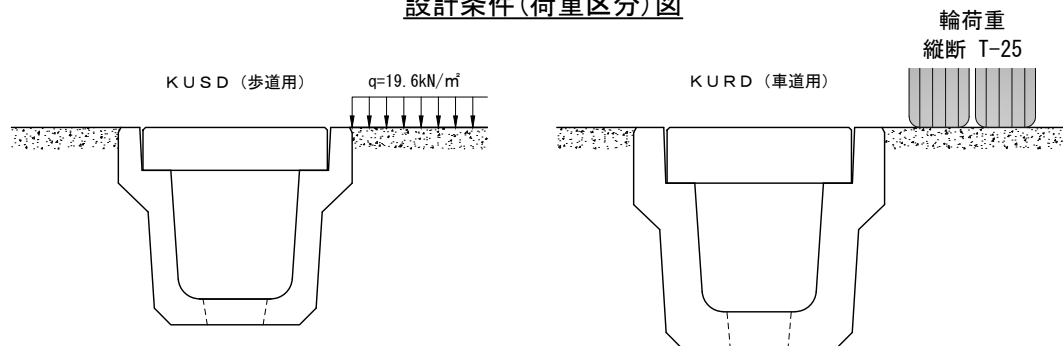 設計条件(荷重区分)図
輪荷重
縦断 T-25
KUSD (歩道用)
q=19.6kN/㎡
KURD (車道用)